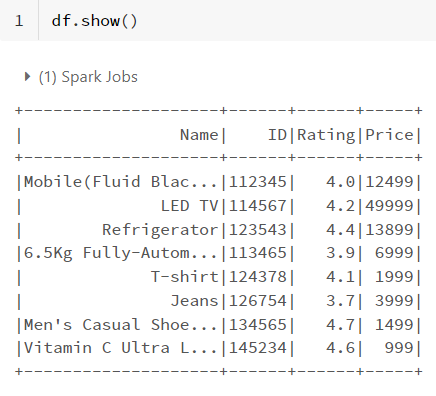 1 df.show()
(1) Spark Jobs
+--------------------+------+------+-----+
|                Name|    ID|Rating|Price|
+--------------------+------+------+-----+
|Mobile(Fluid Blac...|112345|   4.0|12499|
|              LED TV|114567|   4.2|49999|
|        Refrigerator|123543|   4.4|13899|
|6.5Kg Fully-Autom...|113465|   3.9| 6999|
|             T-shirt|124378|   4.1| 1999|
|               Jeans|126754|   3.7| 3999|
|Men's Casual Shoe...|134565|   4.7| 1499|
|Vitamin C Ultra L...|145234|   4.6|  999|
+--------------------+------+------+-----+